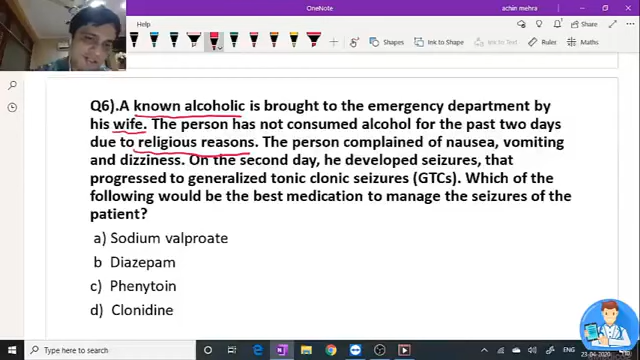 OneNote
achin mehra
Help
Share
Shapes
Ink to Shape
Ink to Text
Ruler
Maths
Q6).A known alcoholic is brought to the emergency department by
his wife. The person has not consumed alcohol for the past two days
due to religious reasons. The person complained of nausea, vomiting
and dizziness. On the second day, he developed seizures, that
progressed to generalized tonic clonic seizures (GTCs). Which of the
following would be the best medication to manage the seizures of the
patient?
a) Sodium valproate
b Diazepam
c) Phenytoin
d) Clonidine
Type here to search
ENG
23-04-2020